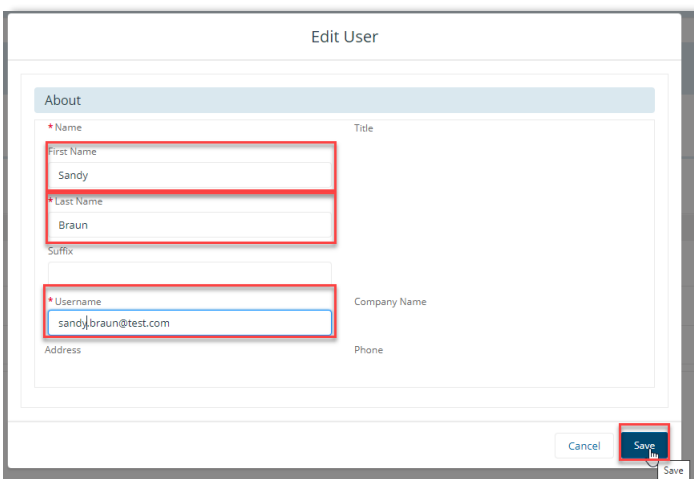 Edit User
About
* Name Title
First Name
Sandy
* Last Name
Braun
Suffix
* Username Company Name
sandy.braun@test.com
Address Phone
Cancel Save
Save